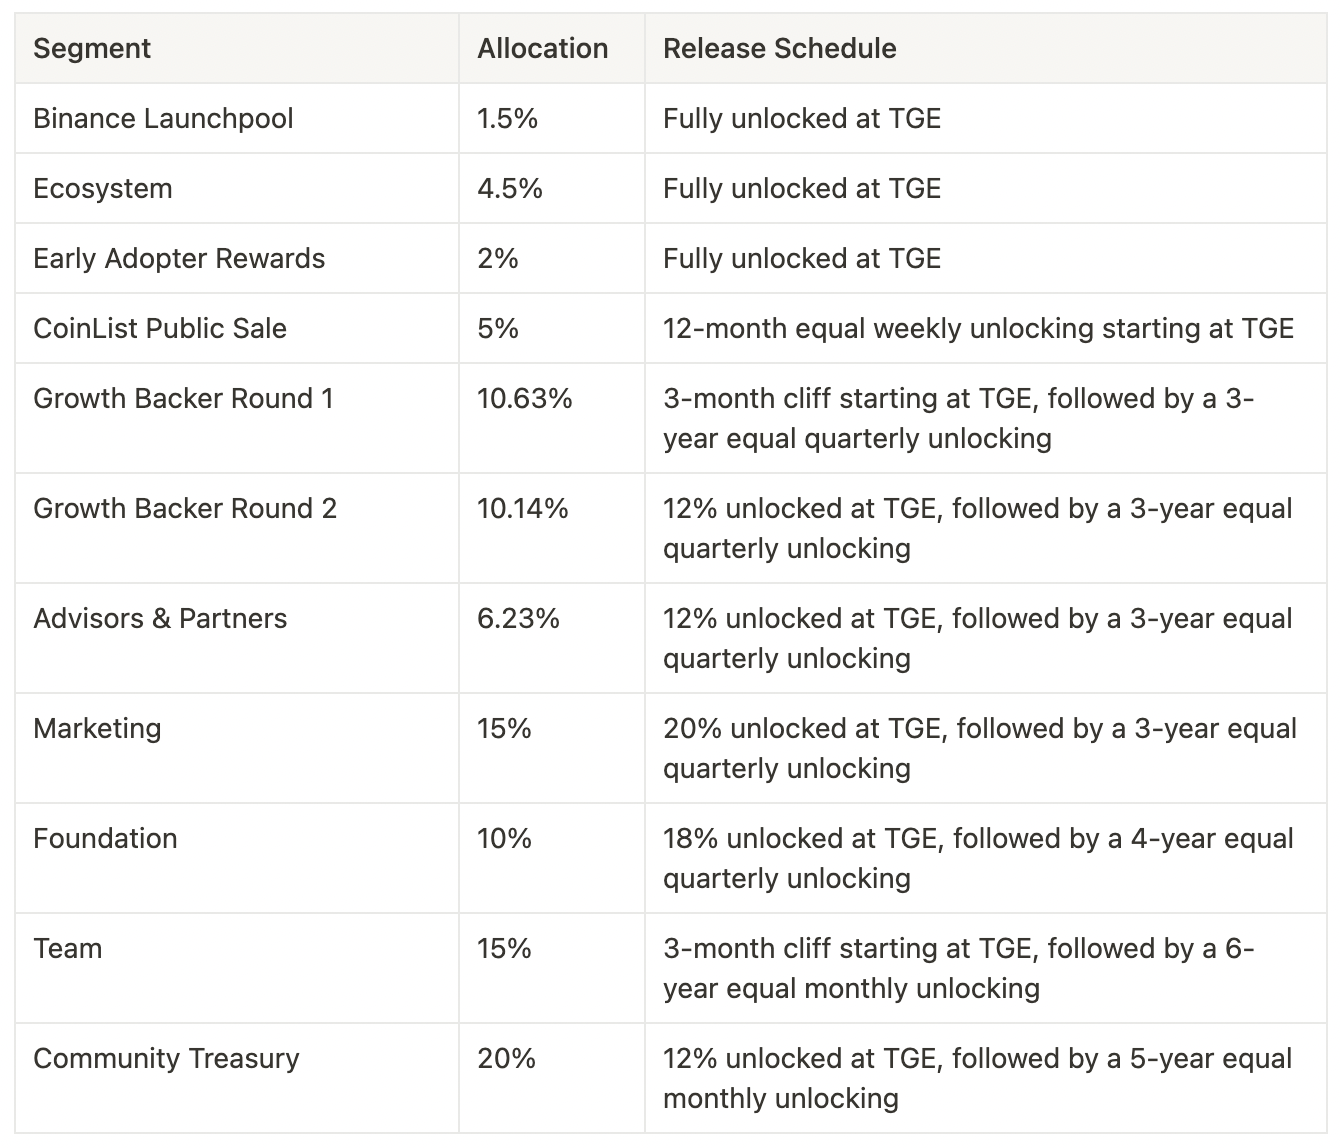 Segment Allocation Release Schedule
Binance Launchpool 1.5% Fully unlocked at TGE
Ecosystem 4.5% Fully unlocked at TGE
Early Adopter Rewards 2% Fully unlocked at TGE
CoinList Public Sale 5% 12-month equal weekly unlocking starting at TGE
Growth Backer Round 1 10.63% 3-month cliff starting at TGE, followed by a 3-
year equal quarterly unlocking
Growth Backer Round 2 10.14% 12% unlocked at TGE, followed by a 3-year equal
quarterly unlocking
Advisors & Partners 6.23% 12% unlocked at TGE, followed by a 3-year equal
quarterly unlocking
Marketing 15% 20% unlocked at TGE, followed by a 3-year equal
quarterly unlocking
Foundation 10% 18% unlocked at TGE, followed by a 4-year equal
quarterly unlocking
Team 15% 3-month cliff starting at TGE, followed by a 6-
year equal monthly unlocking
Community Treasury 20% 12% unlocked at TGE, followed by a 5-year equal
monthly unlocking